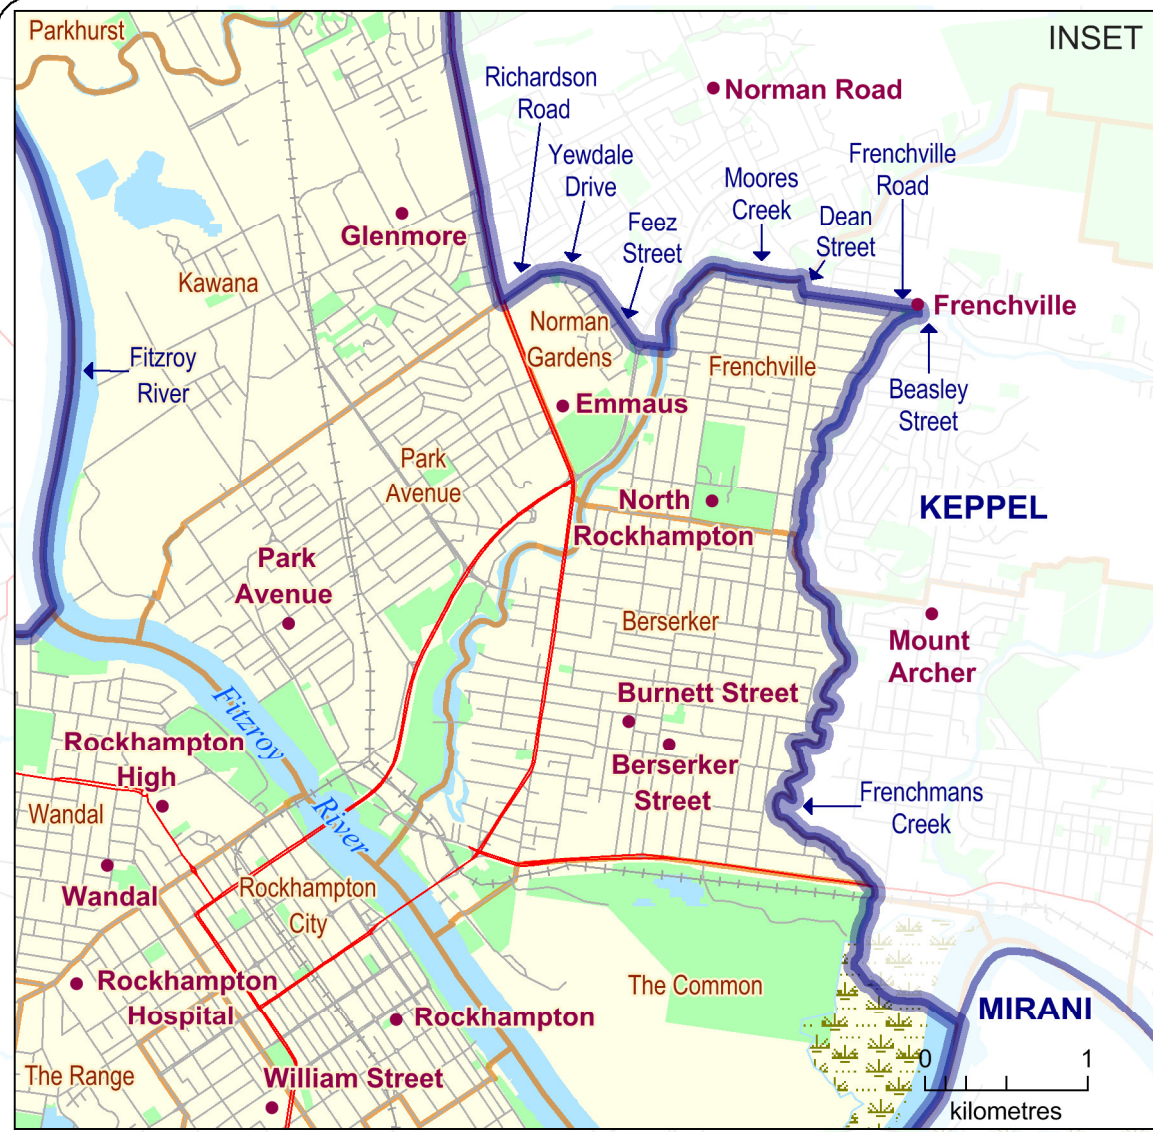 Parkhurst
INSET
Richardson
Road
Norman Road
Yewdale
Drive
Moores
Creek
Frenchville
Road
Feez
Street
Dean
Street
Glenmore
Kawana
Frenchville
Norman
Gardens
Frenchville
Fitzroy
River
Beasley
Street
Emmaus
Park
Avenue
North
Rockhampton
KEPPEL
Park
Avenue
Berserker
Mount
Archer
Burnett Street
Fitzroy
River
Rockhampton
High
Berserker
Street
Frenchmans
Creek
Wandal
Wandal
Rockhampton
City
Rockhampton
Hospital
The Common
Rockhampton
MIRANI
The Range
William Street
0 1
kilometres